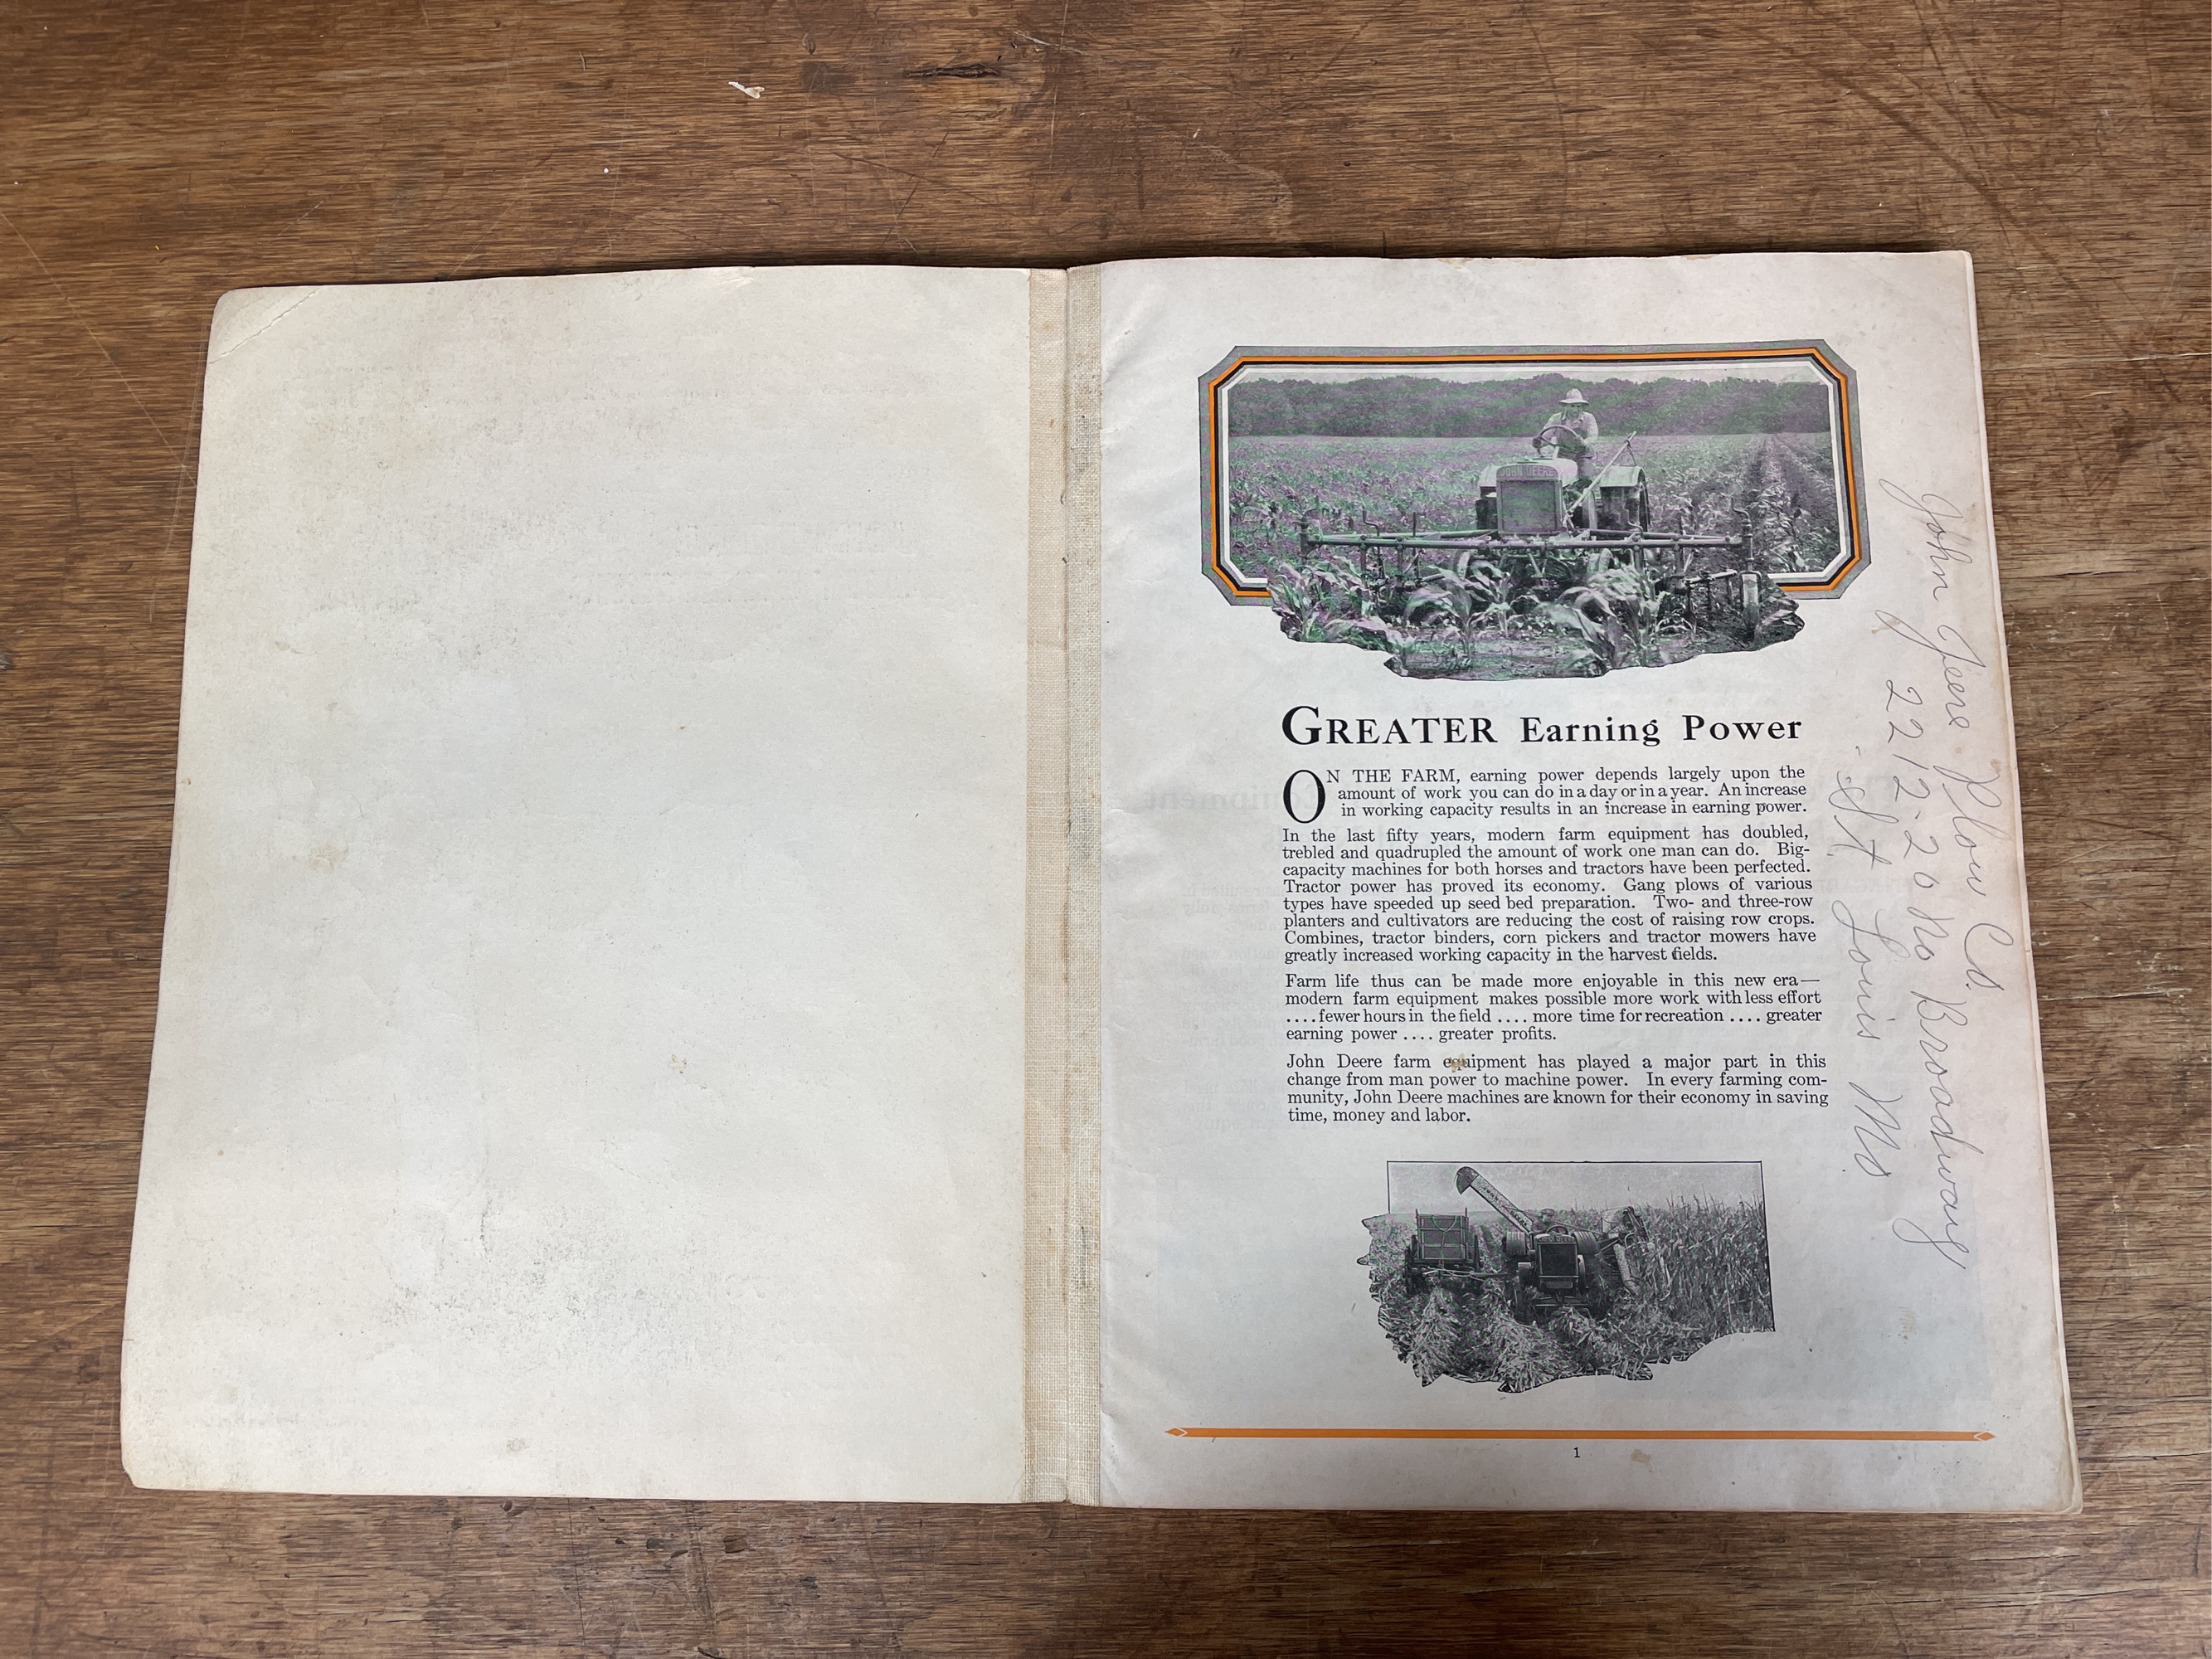 JOHN DEERE
GREATER Earning Power
ON THE FARM, earning power depends largely upon the
amount of work you can do in a day or in a year. An increase
in working capacity results in an increase in earning power.
In the last fifty years, modern farm equipment has doubled,
trebled and quadrupled the amount of work one man can do. Big-
capacity machines for both horses and tractors have been perfected.
Tractor power has proved its economy. Gang plows of various
types have speeded up seed bed preparation. Two- and three-row
planters and cultivators are reducing the cost of raising row crops.
Combines, tractor binders, corn pickers and tractor mowers have
greatly increased working capacity in the harvest fields.
Farm life thus can be made more enjoyable in this new era—
modern farm equipment makes possible more work with less effort
....fewer hours in the field .... more time for recreation .... greater
earning power .... greater profits.
John Deere farm equipment has played a major part in this
change from man power to machine power. In every farming com-
munity, John Deere machines are known for their economy in saving
time, money and labor.
1
John Deere Plow Co.
2212-20 No Broadway
St Louis Mo